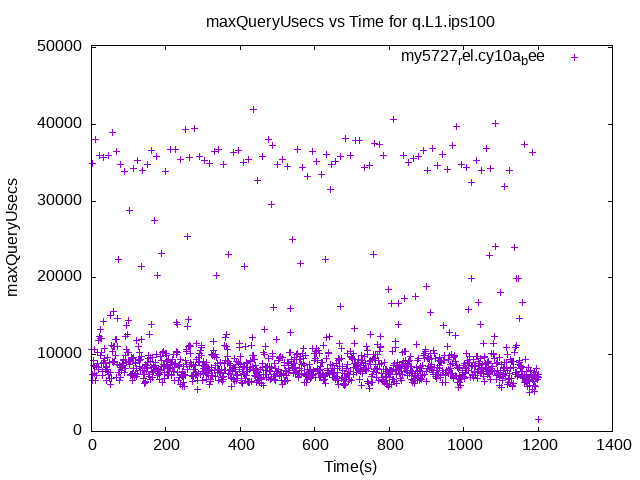 maxQueryUsecs vs Time for q.L1.ips100
my5727rel.cy10abee
50000
40000
30000
20000
10000
0
maxQueryUsecs
0 200 400 600 800 1000 1200 1400
Time(s)